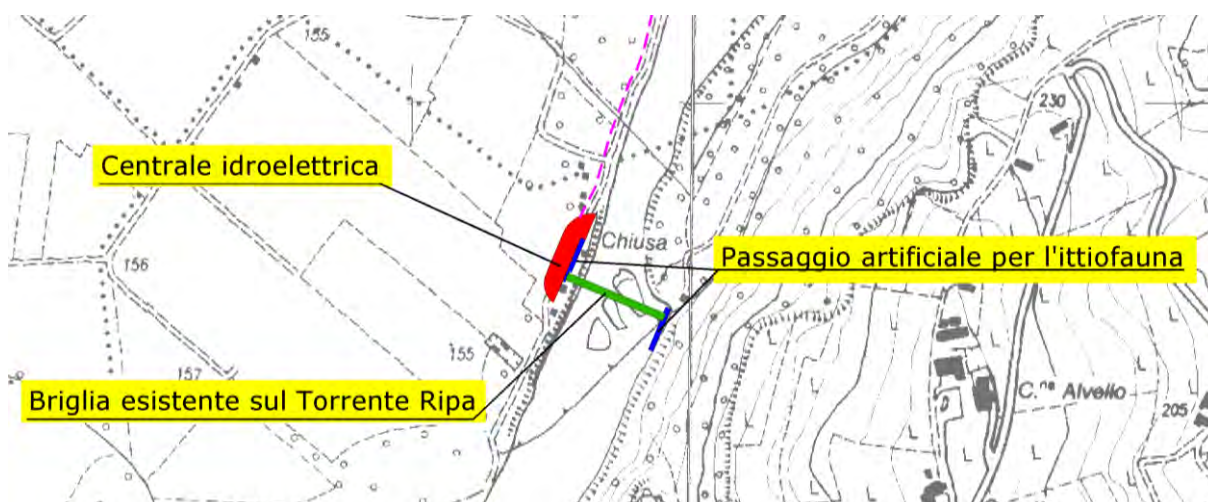 155
230
Centrale idroelettrica
Chiusa
Passaggio artificiale per l'ittiofauna
156
155
157
Briglia esistente sul Torrente Ripa
C.na Alvello
205
L
L
L
L
L
L
L
L
L
L
L
L
L
L